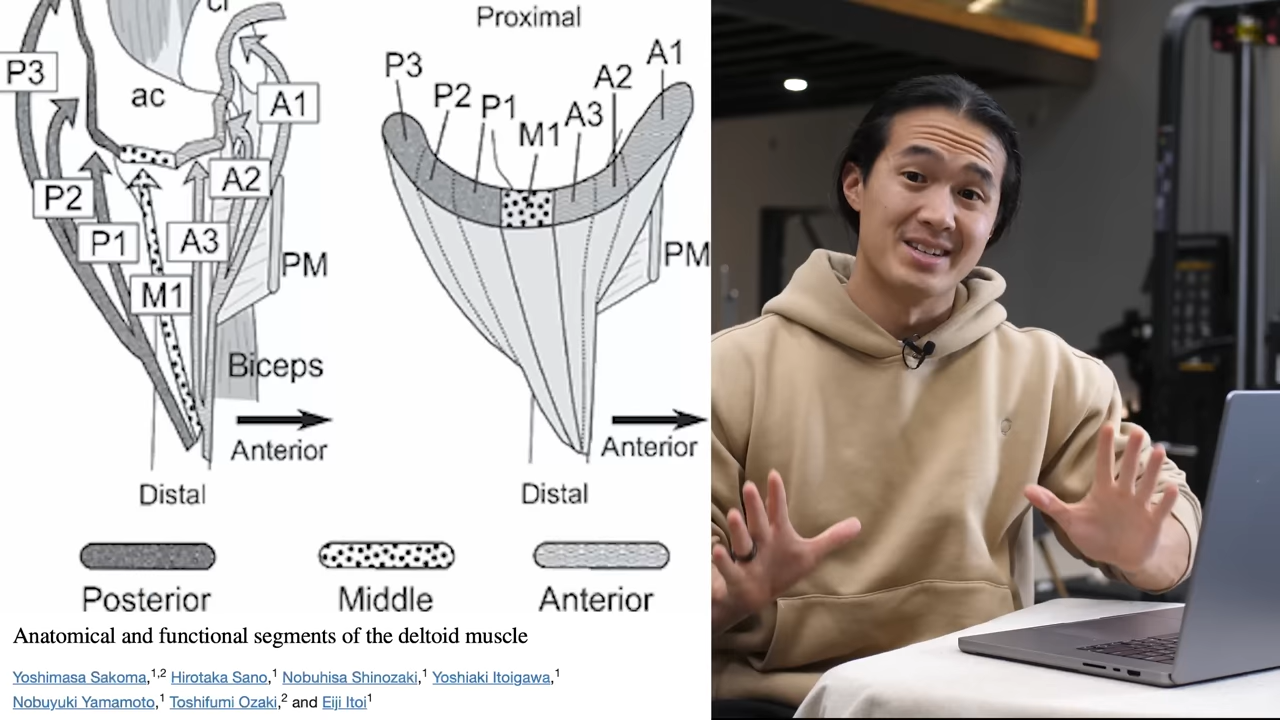 cl
Proximal
P3
ac
A1
P2
A2
P1
A3
M1
PM
Biceps
Anterior
Distal
P3
P2
P1
M1
A3
A2
A1
PM
Anterior
Distal
Posterior
Middle
Anterior
Anatomical and functional segments of the deltoid muscle
Yoshimasa Sakoma,1,2 Hirotaka Sano,1 Nobuhisa Shinozaki,1 Yoshiaki Itoigawa,1
Nobuyuki Yamamoto,1 Toshifumi Ozaki,2 and Eiji Itoi1